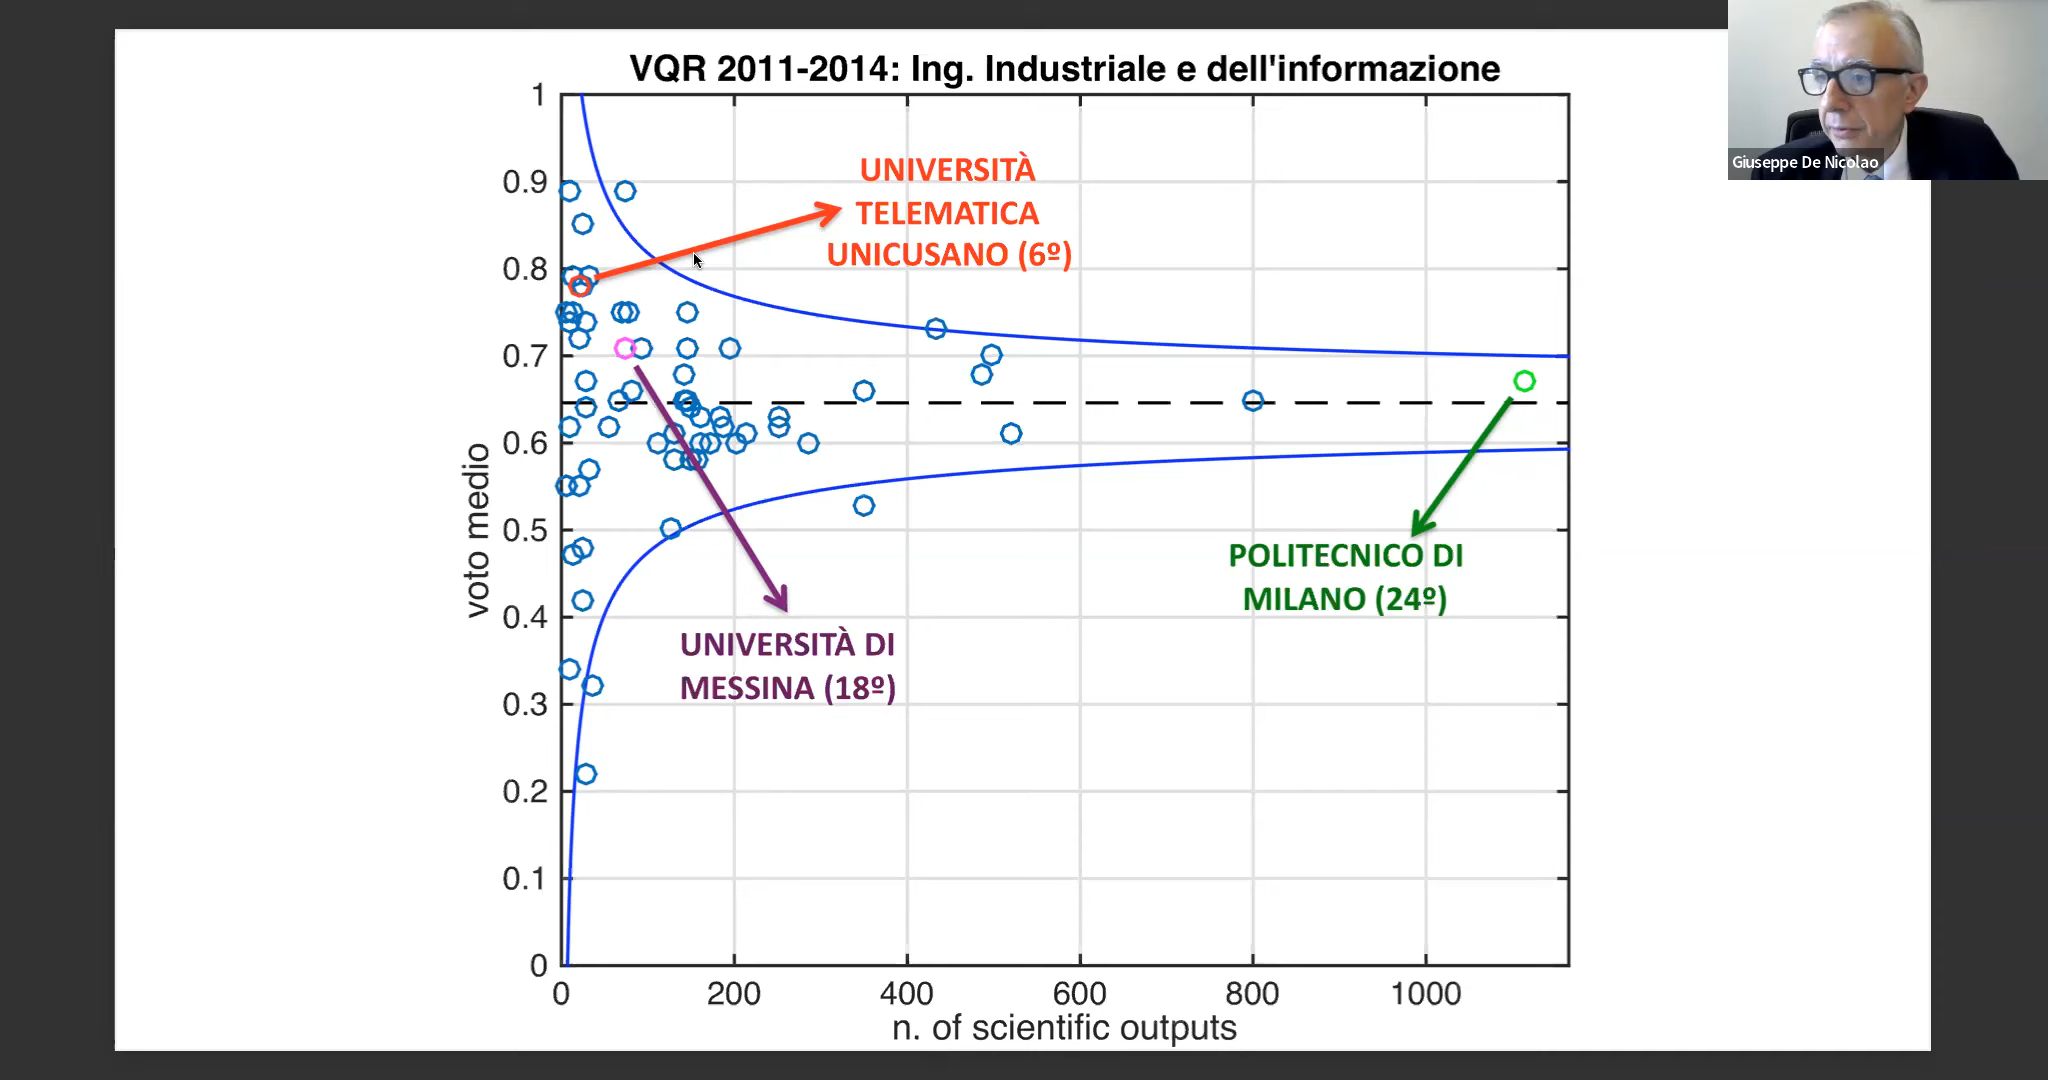 VQR 2011-2014: Ing. Industriale e dell'informazione
Giuseppe De Nicolao
1
0.9
0.8
0.7
0.6
0.5
0.4
0.3
0.2
0.1
0
voto medio
UNIVERSITÀ
TELEMATICA
UNICUSANO (6º)
POLITECNICO DI
MILANO (24º)
UNIVERSITÀ DI
MESSINA (18º)
0 200 400 600 800 1000
n. of scientific outputs